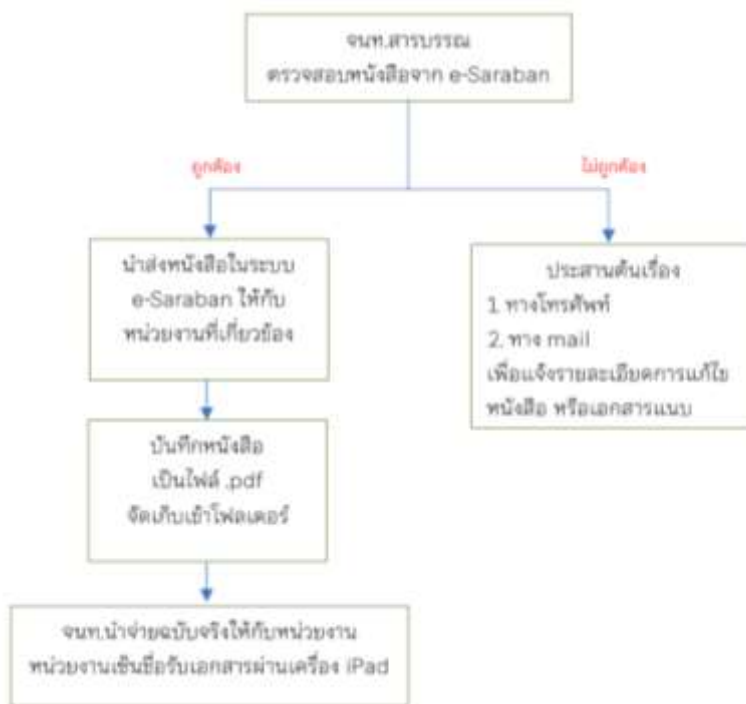 จนท.สารบรรณ
ตรวจสอบหนังสือจาก e-Saraban
ถูกต้อง
ไม่ถูกต้อง
นำส่งหนังสือในระบบ
e-Saraban ให้กับ
หน่วยงานที่เกี่ยวข้อง
ประสานต้นเรื่อง
1. ทางโทรศัพท์
2. ทาง mail
เพื่อแจ้งรายละเอียดการแก้ไข
หนังสือ หรือเอกสารแนบ
บันทึกหนังสือ
เป็นไฟล์ .pdf
จัดเก็บเข้าโฟลเดอร์
จนท.นำจ่ายฉบับจริงให้กับหน่วยงาน
หน่วยงานเซ็นชื่อรับเอกสารผ่านเครื่อง iPad